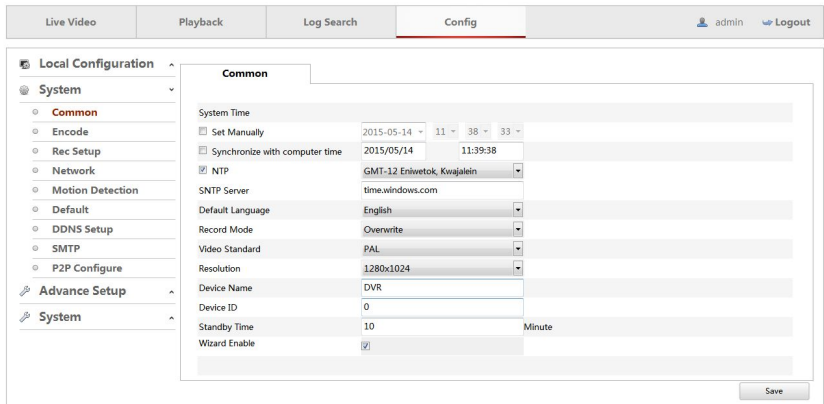 Live Video Playback Log Search Config admin Logout
Local Configuration
System
Common
Encode
Rec Setup
Network
Motion Detection
Default
DDNS Setup
SMTP
P2P Configure
Advance Setup
System
Common
System Time
Set Manually 2015-05-14 11 38 33
Synchronize with computer time 2015/05/14 11:39:38
NTP GMT-12 Eniwetok, Kwajalein
SNTP Server time.windows.com
Default Language English
Record Mode Overwrite
Video Standard PAL
Resolution 1280x1024
Device Name DVR
Device ID 0
Standby Time 10 Minute
Wizard Enable
Save